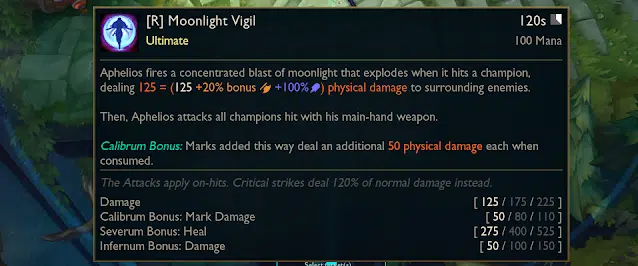 [R] Moonlight Vigil 120s
Ultimate 100 Mana
Aphelios fires a concentrated blast of moonlight that explodes when it hits a champion,
dealing 125 = (125 +20% bonus +100%) physical damage to surrounding enemies.
Then, Aphelios attacks all champions hit with his main-hand weapon.
Calibrum Bonus: Marks added this way deal an additional 50 physical damage each when
consumed.
The Attacks apply on-hits. Critical strikes deal 120% of normal damage instead.
Damage [ 125 / 175 / 225 ]
Calibrum Bonus: Mark Damage [ 50 / 80 / 110 ]
Severum Bonus: Heal [ 275 / 400 / 525 ]
Infernum Bonus: Damage [ 50 / 100 / 150 ]